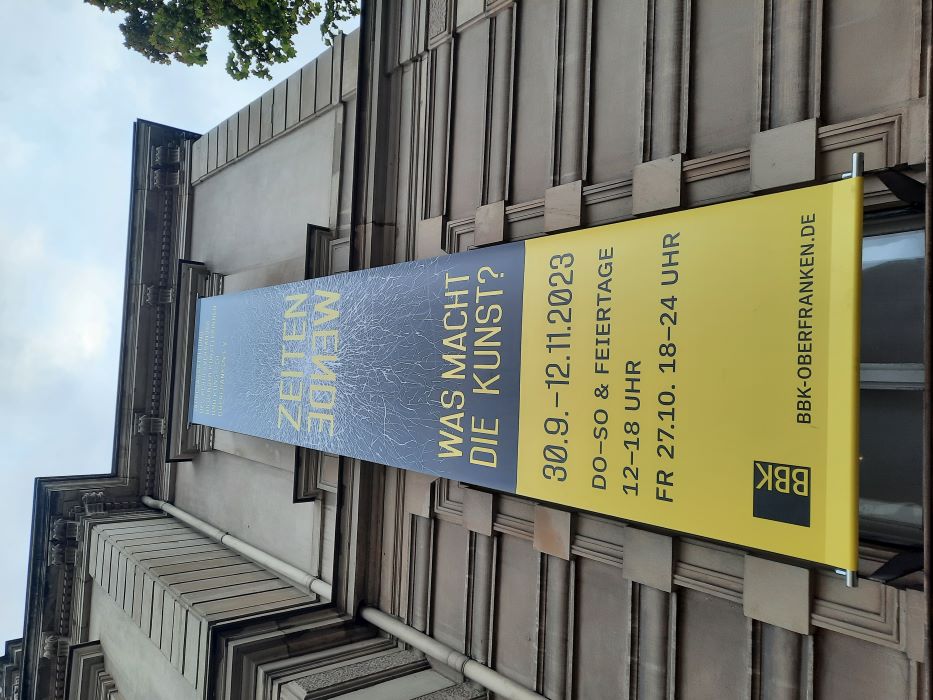 ZEITEN
WENDE
WAS MACHT
DIE KUNST?
30.9.–12.11.2023
DO–SO & FEIERTAGE
12–18 UHR
FR 27.10. 18–24 UHR
BBK-OBERFRANKEN.DE
BBK